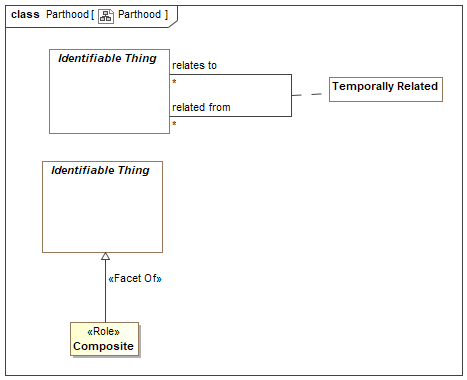 class Parthood [ Parthood ]
Identifiable Thing
relates to
*
Temporally Related
related from
*
Identifiable Thing
«Facet Of»
«Role»
Composite